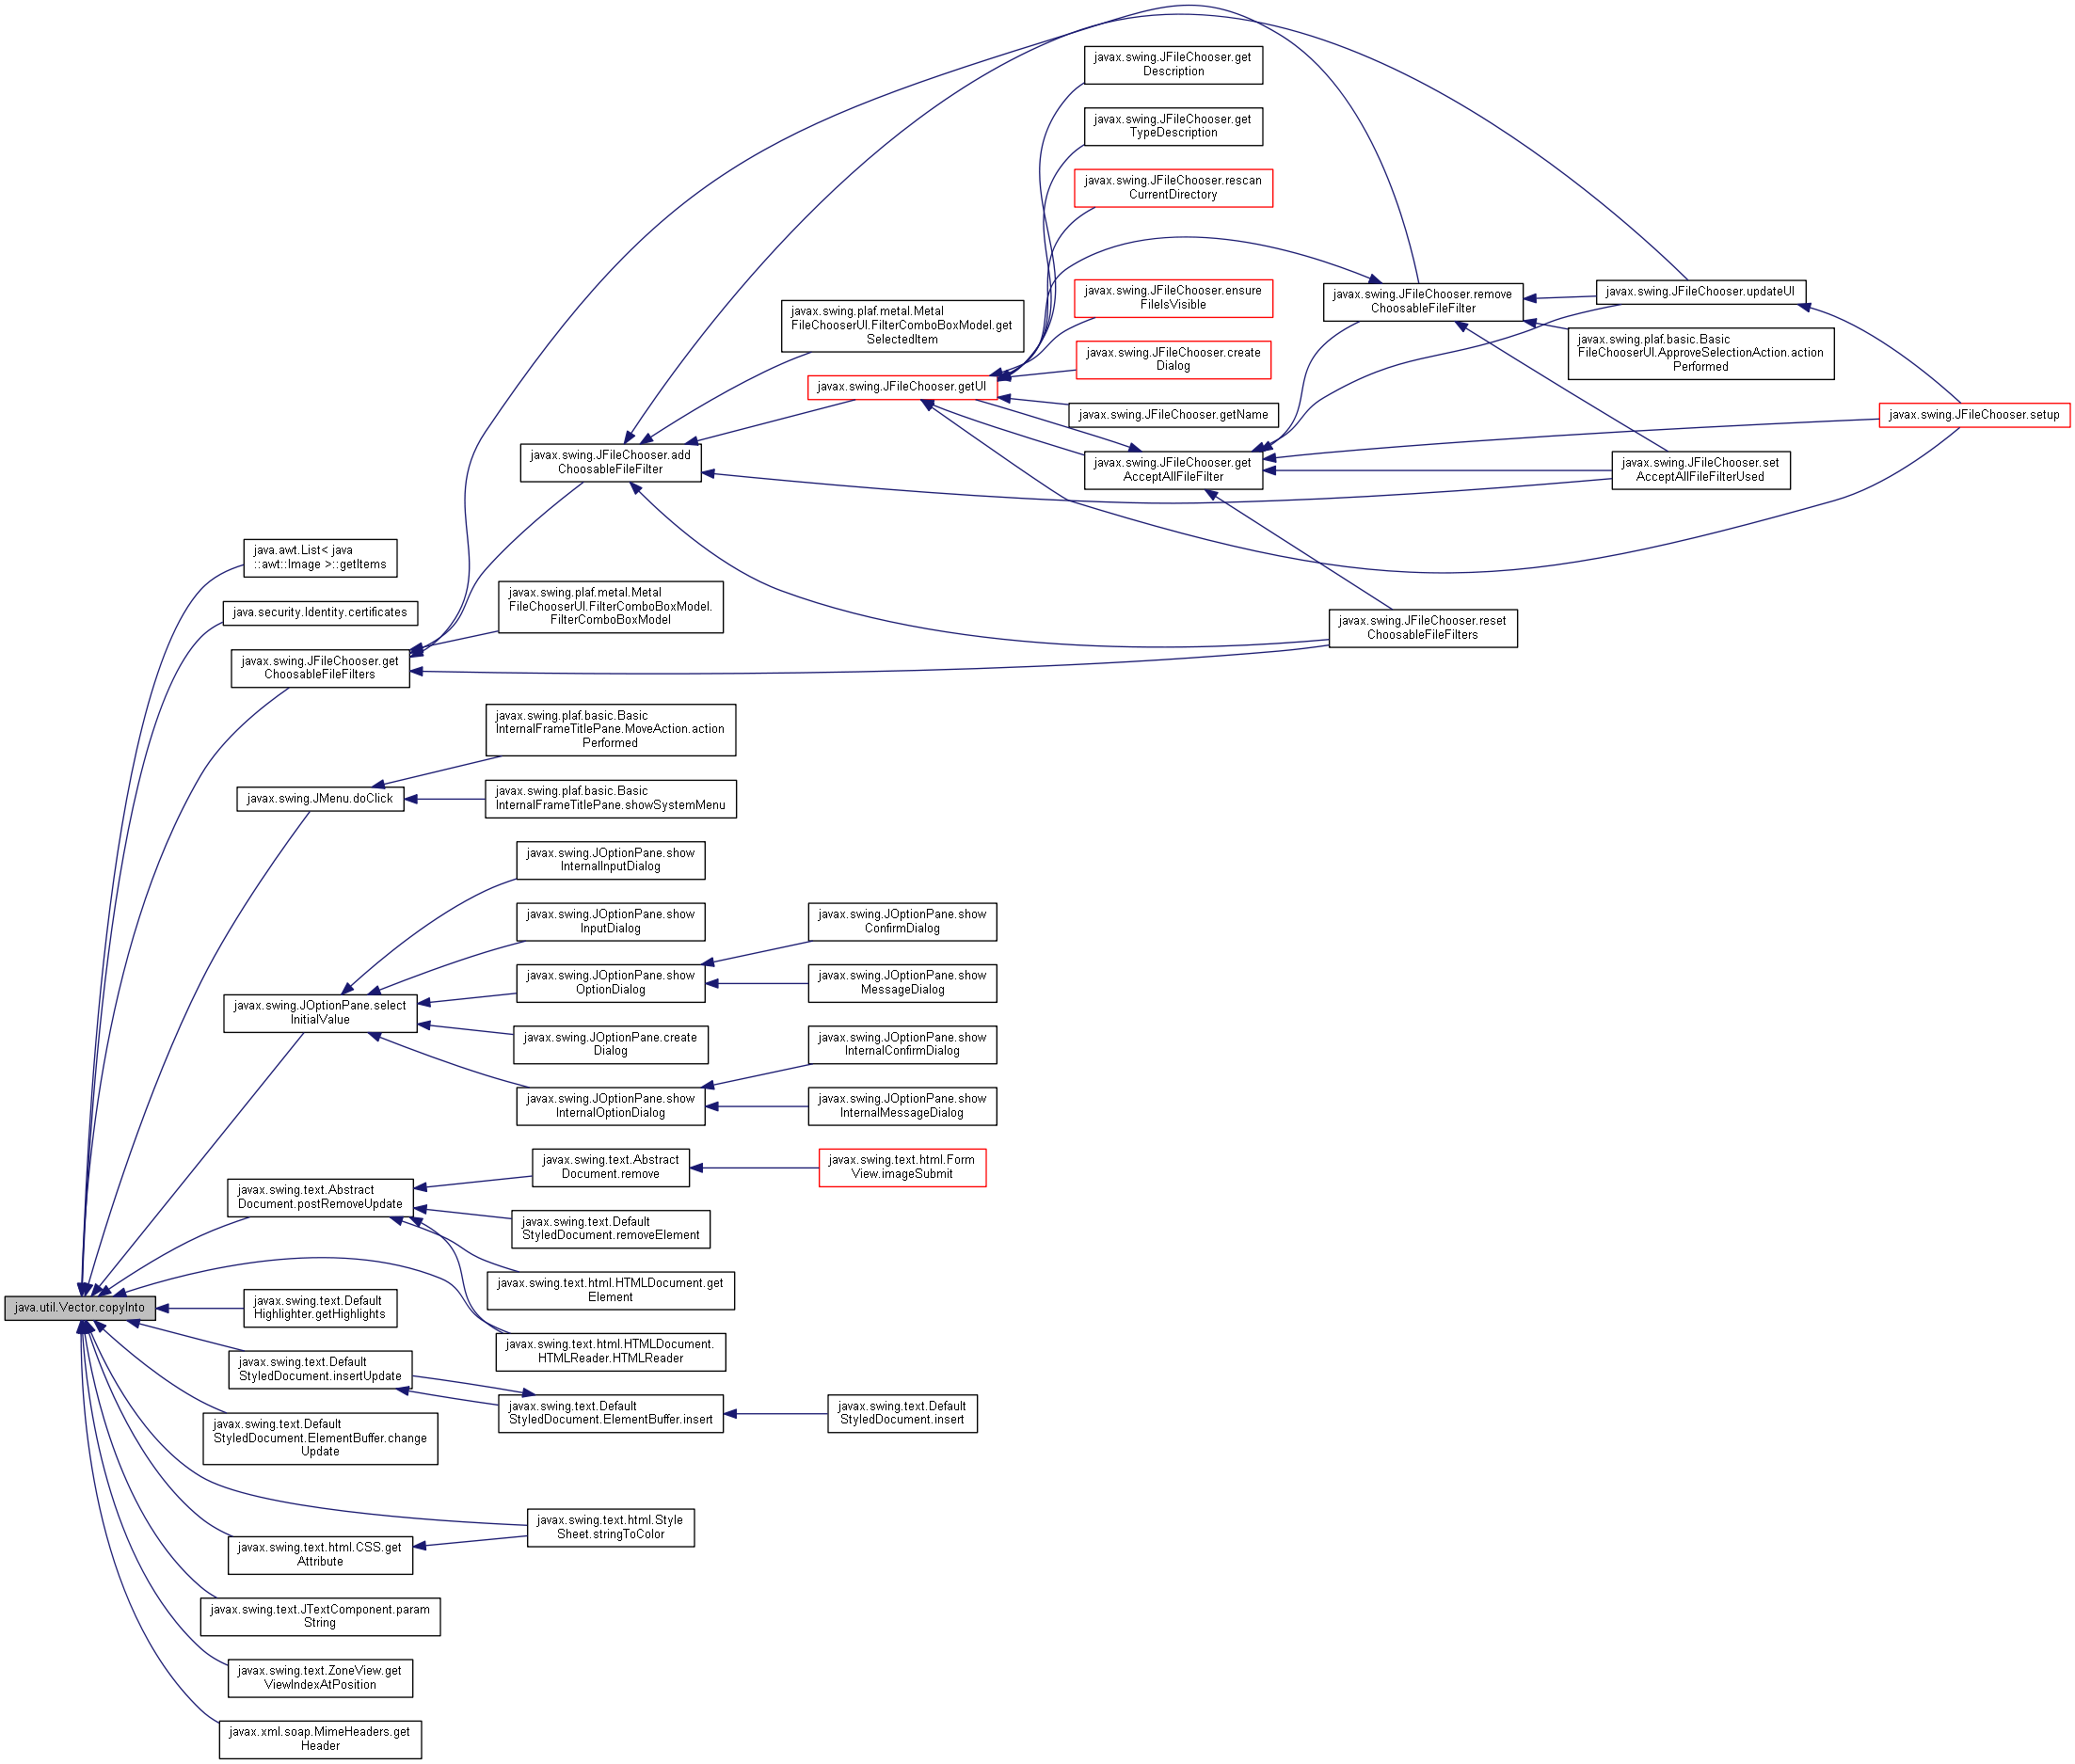 javax.swing.JFileChooser.get
Description
javax.swing.JFileChooser.get
TypeDescription
javax.swing.JFileChooser.rescan
CurrentDirectory
javax.swing.JFileChooser.ensure
FileIsVisible
javax.swing.JFileChooser.remove
ChoosableFileFilter
javax.swing.JFileChooser.updateUI
javax.swing.plaf.metal.Metal
FileChooserUI.FilterComboBoxModel.get
SelectedItem
javax.swing.plaf.basic.Basic
FileChooserUI.ApproveSelectionAction.action
Performed
javax.swing.JFileChooser.create
Dialog
javax.swing.JFileChooser.getUI
javax.swing.JFileChooser.getName
javax.swing.JFileChooser.setup
javax.swing.JFileChooser.add
ChoosableFileFilter
javax.swing.JFileChooser.get
AcceptAllFileFilter
javax.swing.JFileChooser.set
AcceptAllFileFilterUsed
java.awt.List< java
::awt::Image >::getItems
java.security.Identity.certificates
javax.swing.plaf.metal.Metal
FileChooserUI.FilterComboBoxModel.
FilterComboBoxModel
javax.swing.JFileChooser.reset
ChoosableFileFilters
javax.swing.JFileChooser.get
ChoosableFileFilters
javax.swing.plaf.basic.Basic
InternalFrameTitlePane.MoveAction.action
Performed
javax.swing.JMenu.doClick
javax.swing.plaf.basic.Basic
InternalFrameTitlePane.showSystemMenu
javax.swing.JOptionPane.show
InternalInputDialog
javax.swing.JOptionPane.show
InputDialog
javax.swing.JOptionPane.show
ConfirmDialog
javax.swing.JOptionPane.show
OptionDialog
javax.swing.JOptionPane.show
MessageDialog
javax.swing.JOptionPane.select
InitialValue
javax.swing.JOptionPane.create
Dialog
javax.swing.JOptionPane.show
InternalConfirmDialog
javax.swing.JOptionPane.show
InternalOptionDialog
javax.swing.JOptionPane.show
InternalMessageDialog
javax.swing.text.Abstract
Document.remove
javax.swing.text.html.Form
View.imageSubmit
javax.swing.text.Abstract
Document.postRemoveUpdate
javax.swing.text.Default
StyledDocument.removeElement
javax.swing.text.html.HTMLDocument.get
Element
java.util.Vector.copyInto
javax.swing.text.Default
Highlighter.getHighlights
javax.swing.text.html.HTMLDocument.
HTMLReader.HTMLReader
javax.swing.text.Default
StyledDocument.insertUpdate
javax.swing.text.Default
StyledDocument.ElementBuffer.insert
javax.swing.text.Default
StyledDocument.insert
javax.swing.text.Default
StyledDocument.ElementBuffer.change
Update
javax.swing.text.html.Style
Sheet.stringToColor
javax.swing.text.html.CSS.get
Attribute
javax.swing.text.JTextComponent.param
String
javax.swing.text.ZoneView.get
ViewIndexAtPosition
javax.xml.soap.MimeHeaders.get
Header